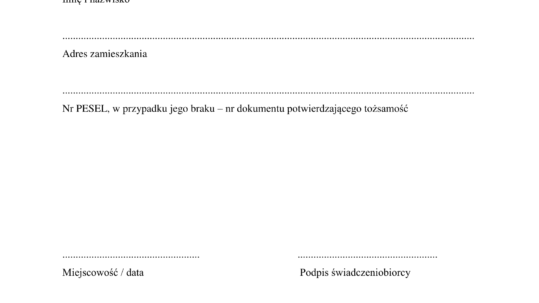 Imię i nazwisko
................................................................................................................................................................
Adres zamieszkania
................................................................................................................................................................
Nr PESEL, w przypadku jego braku – nr dokumentu potwierdzającego tożsamość
..................................................... .....................................................
Miejscowość / data Podpis świadczeniobiorcy